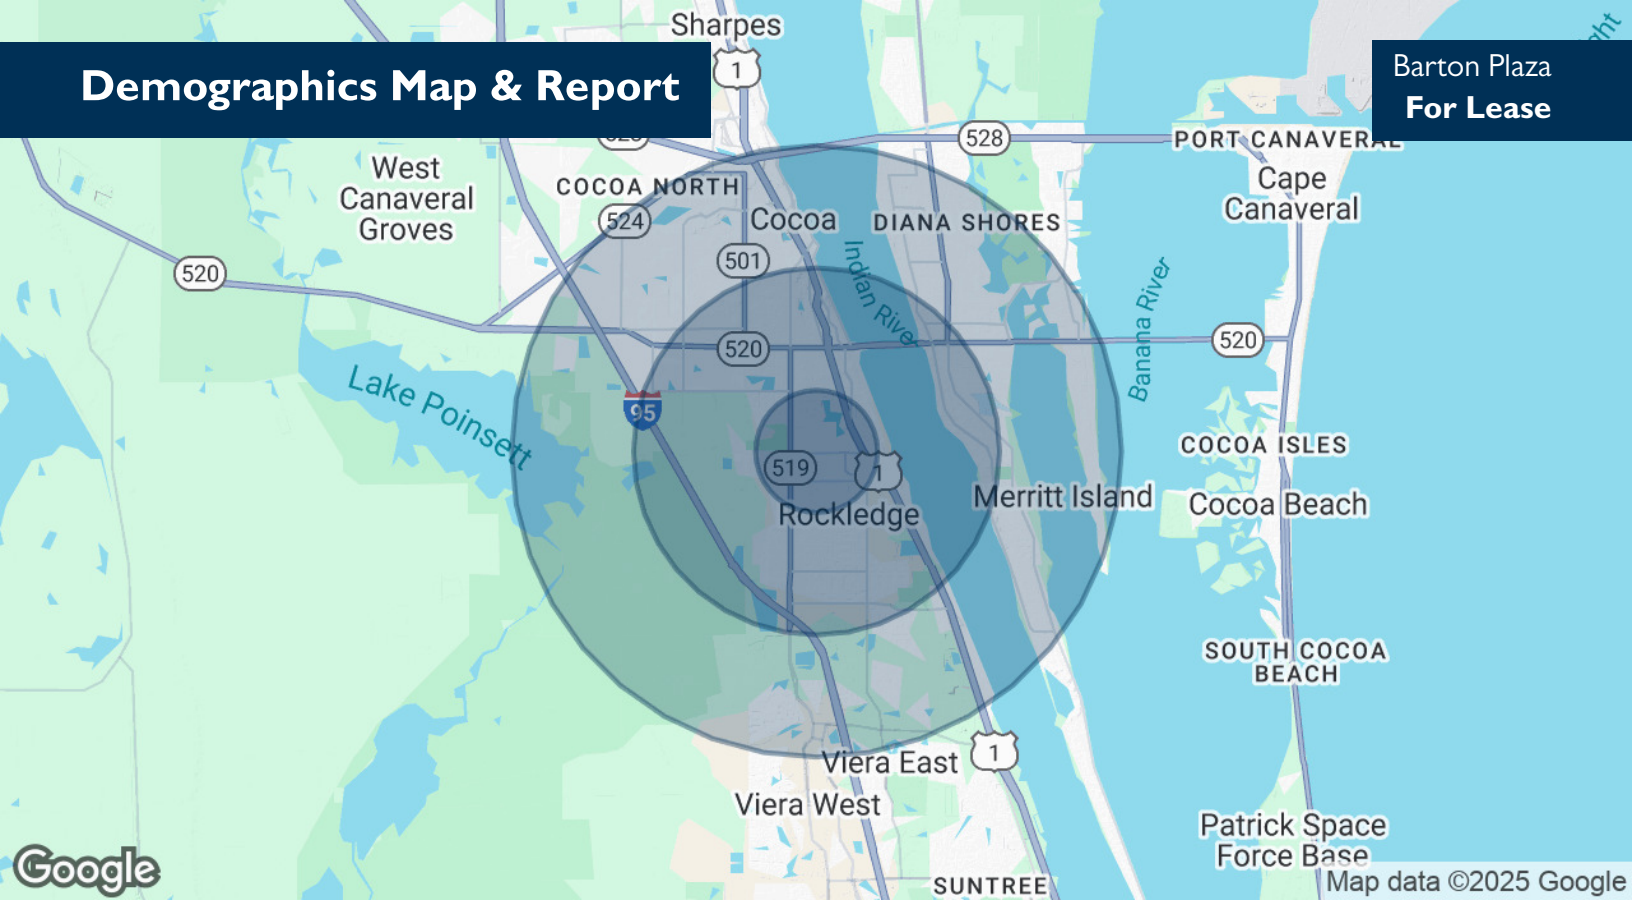 Sharpes
1
Demographics Map & Report
Barton Plaza
For Lease
528
PORT CANAVERAL
Cape
Canaveral
West
Canaveral
Groves
COCOA NORTH
524
Cocoa
DIANA SHORES
501
520
Indian River
Banana River
520
520
Lake Poinsett
95
519
1
COCOA ISLES
Merritt Island
Cocoa Beach
Rockledge
SOUTH COCOA
BEACH
1
Viera East
Viera West
Patrick Space
Force Base
SUNTREE
Google
Map data ©2025 Google